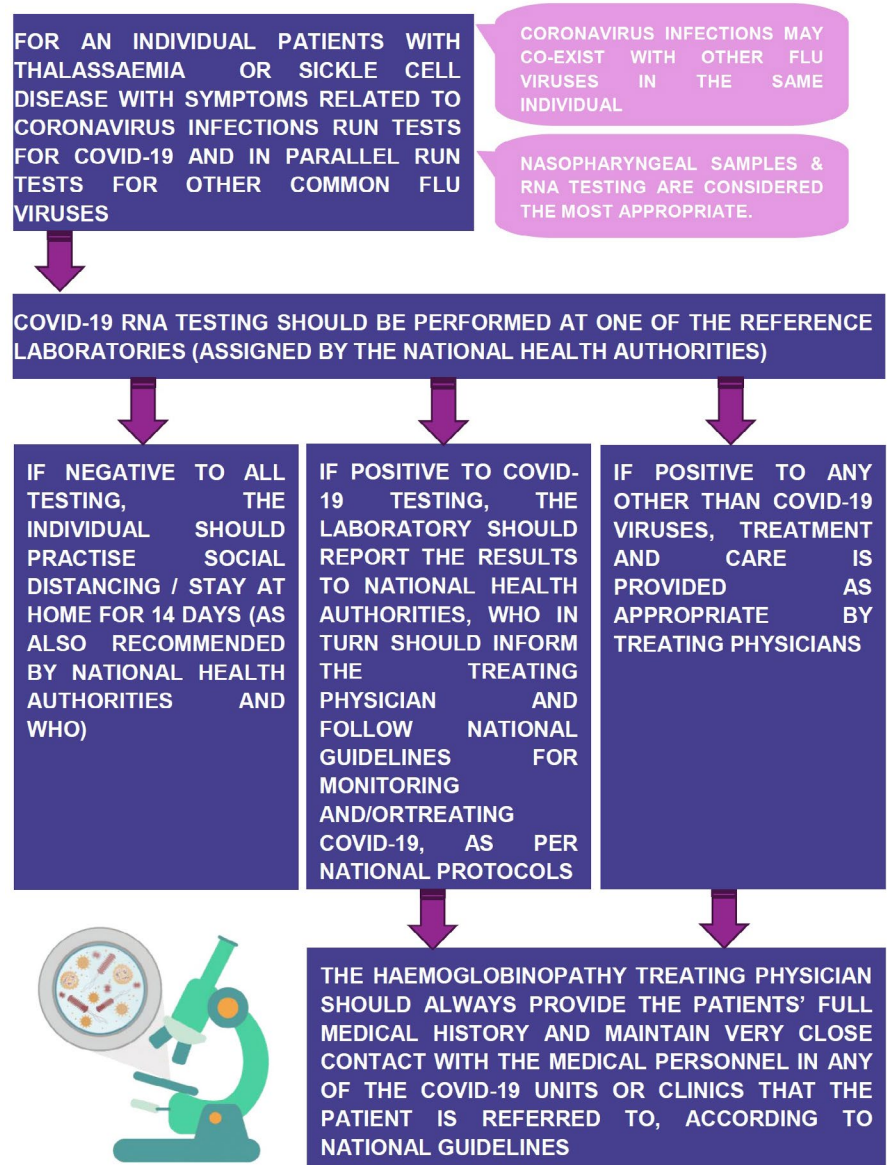 FOR AN INDIVIDUAL PATIENTS WITH
THALASSAEMIA OR SICKLE CELL
DISEASE WITH SYMPTOMS RELATED TO
CORONAVIRUS INFECTIONS RUN TESTS
FOR COVID-19 AND IN PARALLEL RUN
TESTS FOR OTHER COMMON FLU
VIRUSES
CORONAVIRUS INFECTIONS MAY
CO-EXIST WITH OTHER FLU
VIRUSES IN THE SAME
INDIVIDUAL
NASOPHARYNGEAL SAMPLES &
RNA TESTING ARE CONSIDERED
THE MOST APPROPRIATE.
COVID-19 RNA TESTING SHOULD BE PERFORMED AT ONE OF THE REFERENCE
LABORATORIES (ASSIGNED BY THE NATIONAL HEALTH AUTHORITIES)
IF NEGATIVE TO ALL
TESTING, THE
INDIVIDUAL SHOULD
PRACTISE SOCIAL
DISTANCING / STAY AT
HOME FOR 14 DAYS (AS
ALSO RECOMMENDED
BY NATIONAL HEALTH
AUTHORITIES AND
WHO)
IF POSITIVE TO COVID-
19 TESTING, THE
LABORATORY SHOULD
REPORT THE RESULTS
TO NATIONAL HEALTH
AUTHORITIES, WHO IN
TURN SHOULD INFORM
THE TREATING
PHYSICIAN AND
FOLLOW NATIONAL
GUIDELINES FOR
MONITORING
AND/ORTREATING
COVID-19, AS PER
NATIONAL PROTOCOLS
IF POSITIVE TO ANY
OTHER THAN COVID-19
VIRUSES, TREATMENT
AND CARE IS
PROVIDED AS
APPROPRIATE BY
TREATING PHYSICIANS
THE HAEMOGLOBINOPATHY TREATING PHYSICIAN
SHOULD ALWAYS PROVIDE THE PATIENTS' FULL
MEDICAL HISTORY AND MAINTAIN VERY CLOSE
CONTACT WITH THE MEDICAL PERSONNEL IN ANY
OF THE COVID-19 UNITS OR CLINICS THAT THE
PATIENT IS REFERRED TO, ACCORDING TO
NATIONAL GUIDELINES